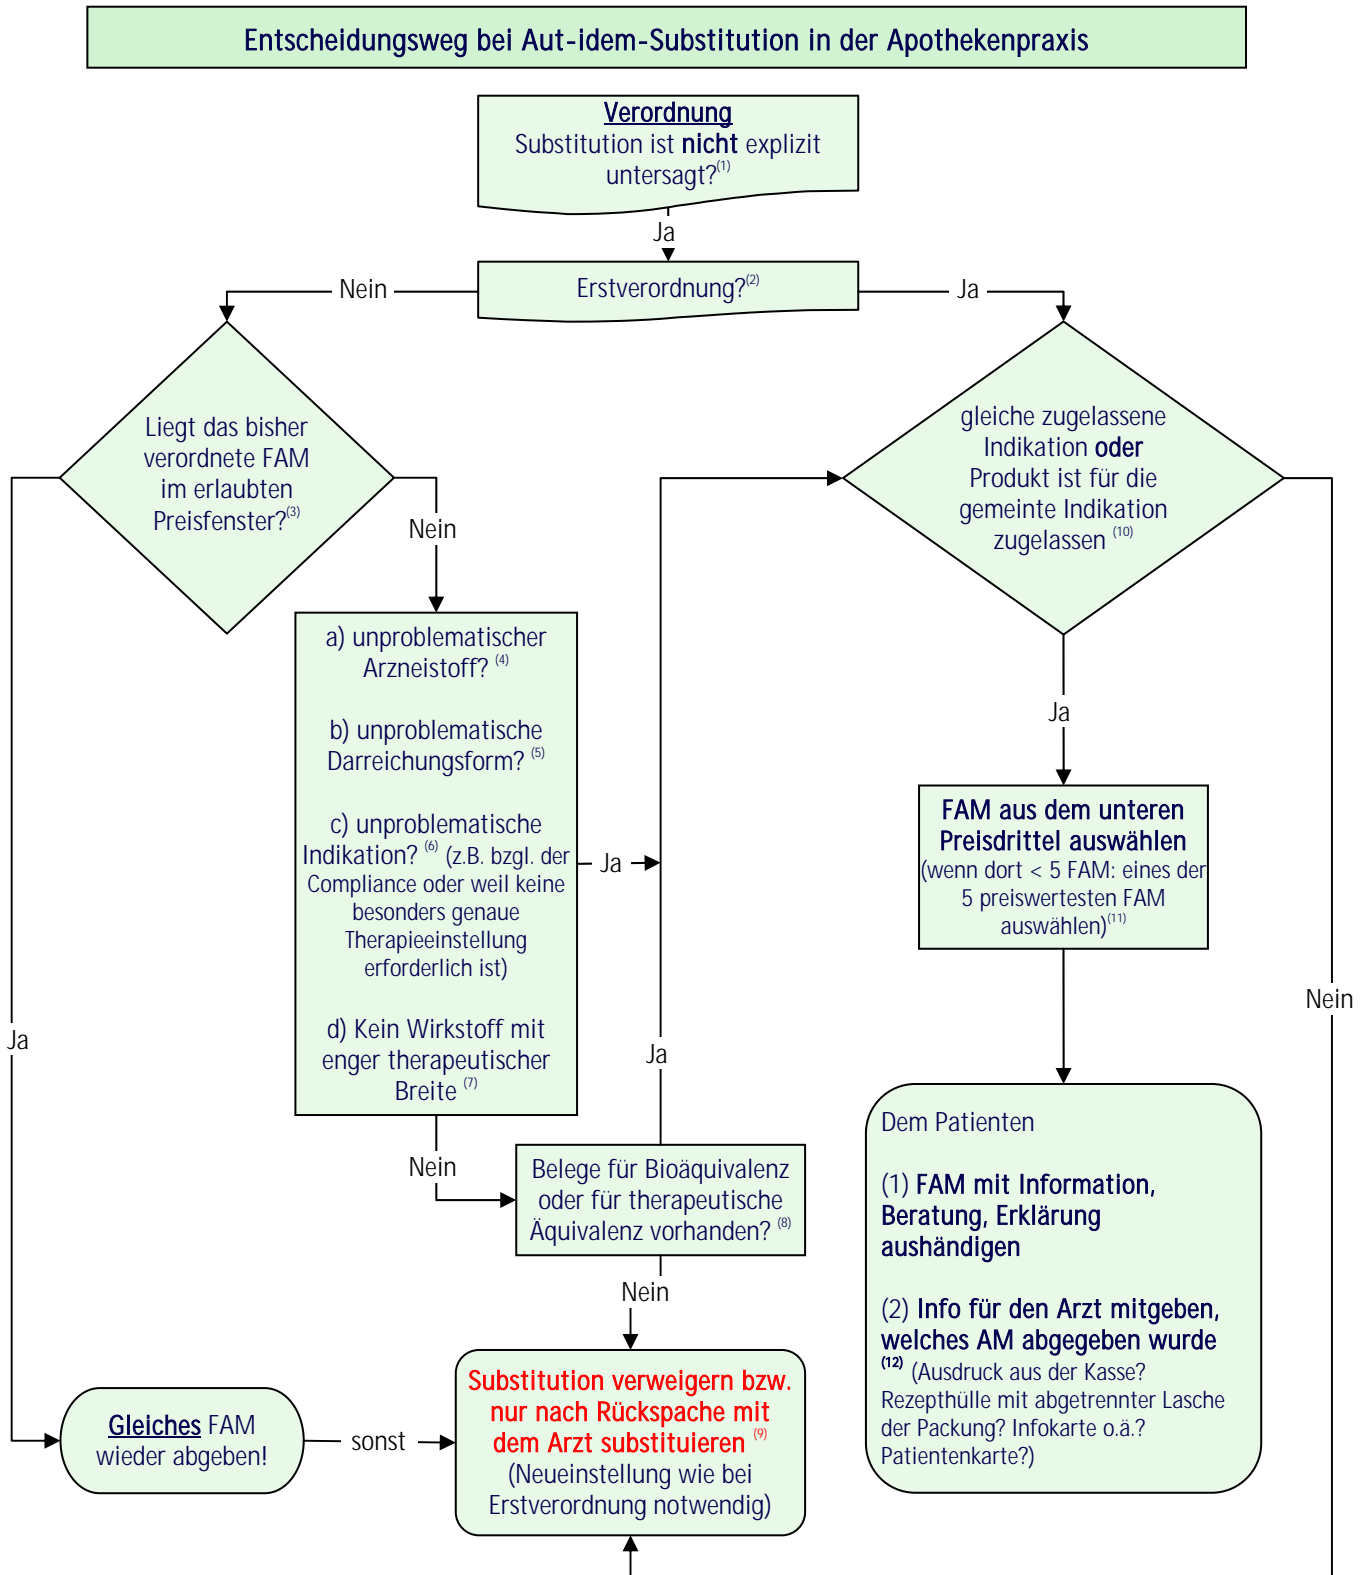 Entscheidungsweg bei Aut-idem-Substitution in der Apothekenpraxis
Verordnung
Substitution ist nicht explizit
untersagt?(1)
Ja
Erstverordnung?(2)
Nein
Ja
Liegt das bisher
verordnete FAM
im erlaubten
Preisfenster?(3)
Nein
gleiche zugelassene
Indikation oder
Produkt ist für die
gemeinte Indikation
zugelassen (10)
a) unproblematischer
Arzneistoff? (4)
b) unproblematische
Darreichungsform? (5)
c) unproblematische
Indikation? (6) (z.B. bzgl. der
Compliance oder weil keine
besonders genaue
Therapieeinstellung
erforderlich ist)
d) Kein Wirkstoff mit
enger therapeutischer
Breite (7)
Ja
Ja
FAM aus dem unteren
Preisdrittel auswählen
(wenn dort < 5 FAM: eines der
5 preiswertesten FAM
auswählen)(11)
Nein
Ja
Ja
Nein
Belege für Bioäquivalenz
oder für therapeutische
Äquivalenz vorhanden? (8)
Nein
Dem Patienten
(1) FAM mit Information,
Beratung, Erklärung
aushändigen
(2) Info für den Arzt mitgeben,
welches AM abgegeben wurde
(12) (Ausdruck aus der Kasse?
Rezepthülle mit abgetrennter Lasche
der Packung? Infokarte o.ä.?
Patientenkarte?)
Gleiches FAM
wieder abgeben!
sonst
Substitution verweigern bzw.
nur nach Rückspache mit
dem Arzt substituieren (9)
(Neueinstellung wie bei
Erstverordnung notwendig)